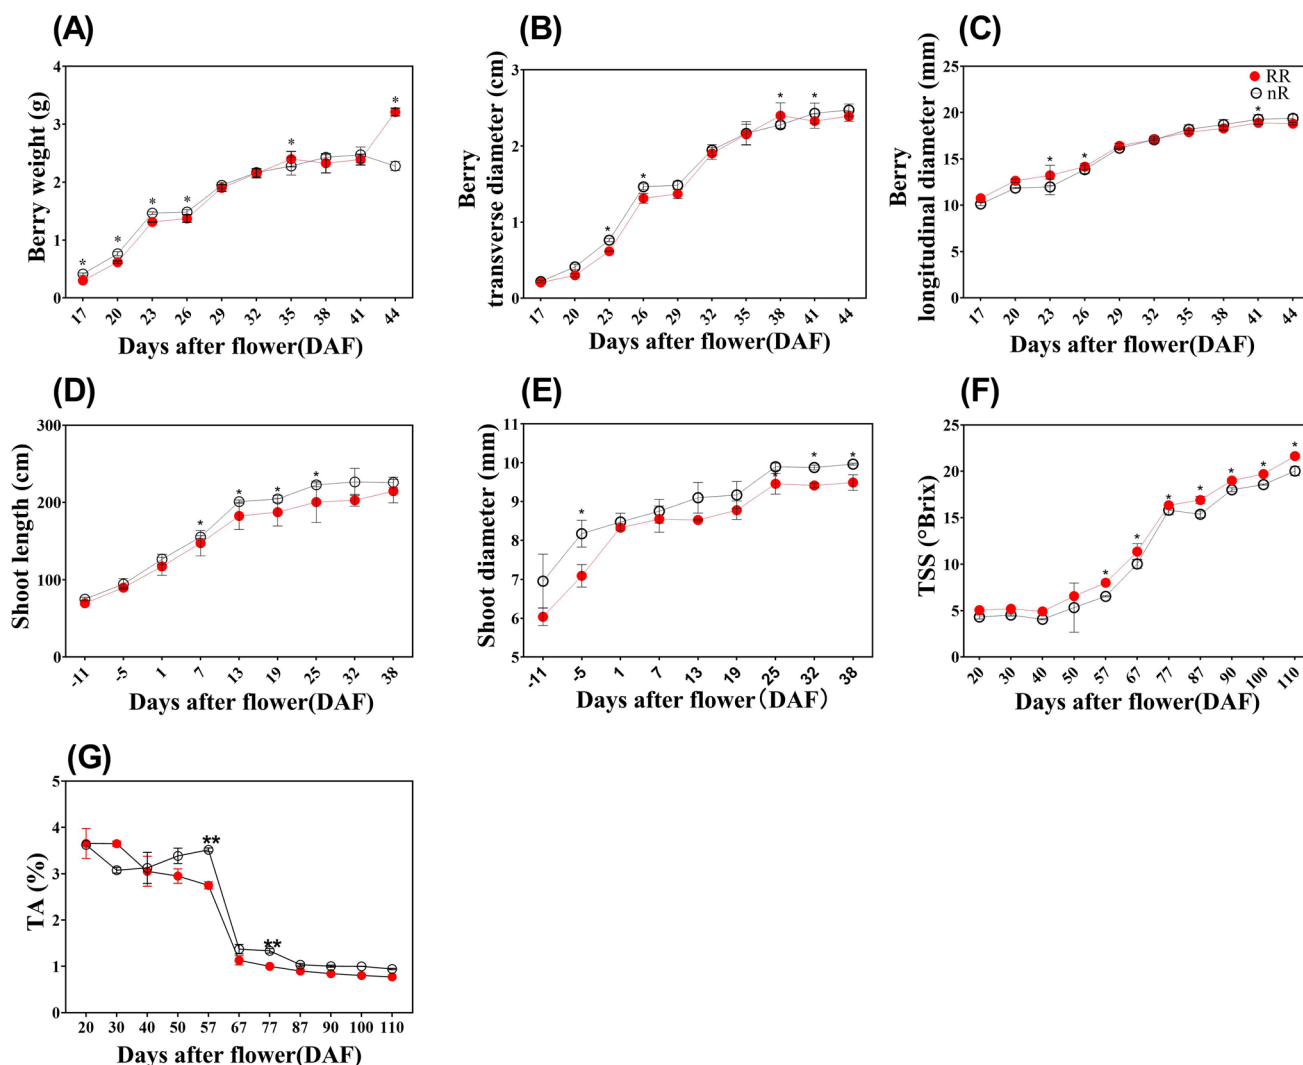 (A)
Berry weight (g)
4
3
2
1
0
* * * * * *
17 20 23 26 29 32 35 38 41 44
Days after flower(DAF)
(B)
Berry
transverse diameter (cm)
3
2
1
0
* * * *
17 20 23 26 29 32 35 38 41 44
Days after flower(DAF)
(C)
Berry
longitudinal diameter (mm)
25
20
15
10
5
0
RR
nR
* * *
17 20 23 26 29 32 35 38 41 44
Days after flower(DAF)
(D)
Shoot length (cm)
300
200
100
0
* * * *
-11 -5 1 7 13 19 25 32 38
Days after flower(DAF)
(E)
Shoot diameter (mm)
11
10
9
8
7
6
5
* * *
-11 -5 1 7 13 19 25 32 38
Days after flower(DAF)
(F)
TSS (°Brix)
25
20
15
10
5
0
* * * * * * *
20 30 40 50 57 67 77 87 90 100 110
Days after flower(DAF)
(G)
TA (%)
5
4
3
2
1
0
** **
20 30 40 50 57 67 77 87 90 100 110
Days after flower(DAF)